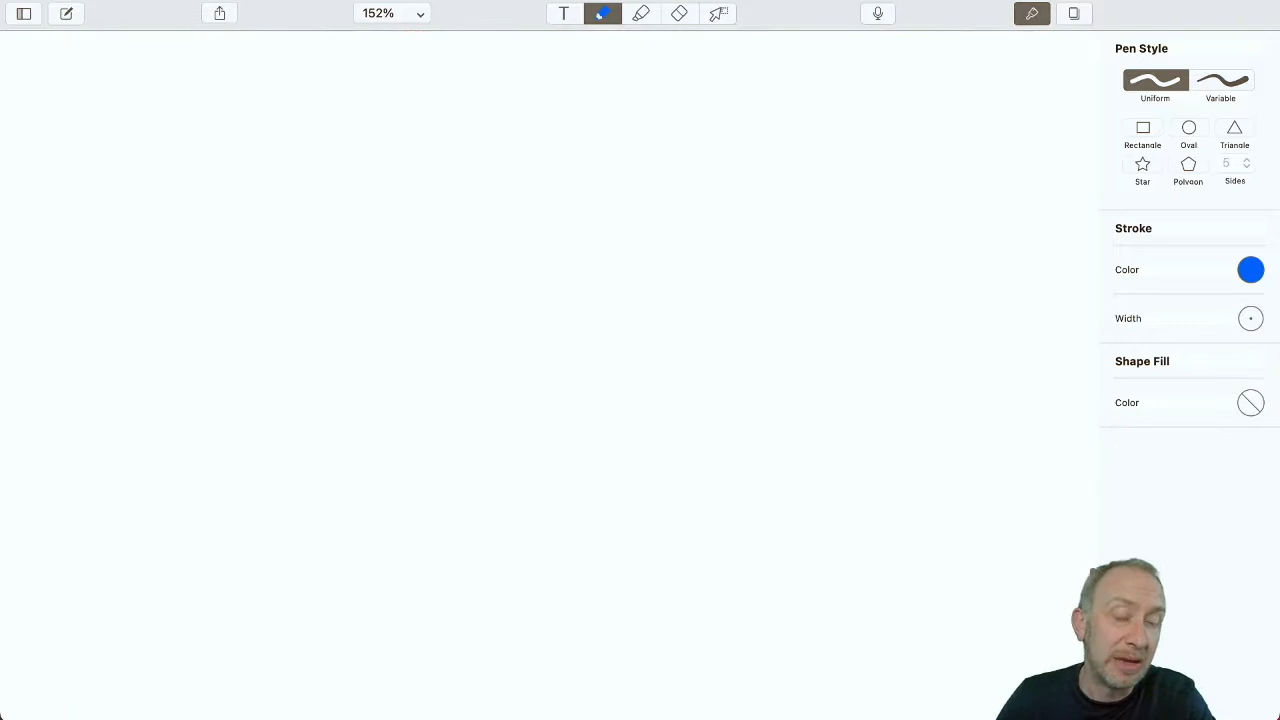 152%
T
Pen Style
Uniform
Variable
Rectangle
Oval
Triangle
5
Star
Polygon
Sides
Stroke
Color
Width
Shape Fill
Color